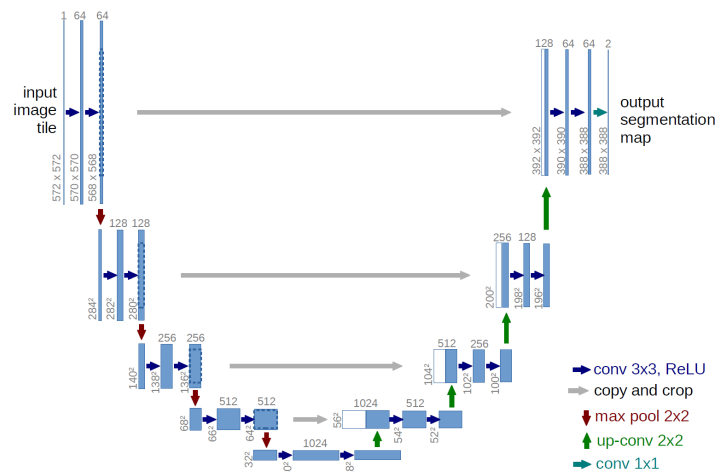 1
64
64
input
image
tile
572 x 572
570 x 570
568 x 568
128
64
64
2
output
segmentation
map
392 x 392
390 x 390
388 x 388
388 x 388
128
128
284²
282²
280²
256
128
200²
198²
196²
256
256
140²
138²
136²
512
256
104²
102²
100²
512
512
68²
66²
64²
1024
512
56²
54²
52²
1024
32²
0²
8²
conv 3x3, ReLU
copy and crop
max pool 2x2
up-conv 2x2
conv 1x1